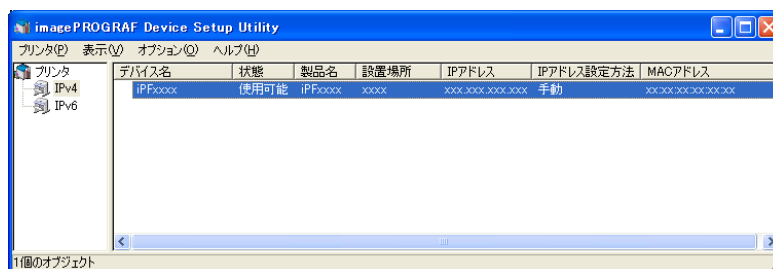 imagePROGRAF Device Setup Utility
プリンタ(P) 表示(V) オプション(O) ヘルプ(H)
プリンタ
IPv4
IPv6
デバイス名 状態 製品名 設置場所 IPアドレス IPアドレス設定方法 MACアドレス
iPFxxxx 使用可能 iPFxxxx xxxx xxx.xxx.xxx.xxx 手動 xx:xx:xx:xx:xx:xx
1個のオブジェクト